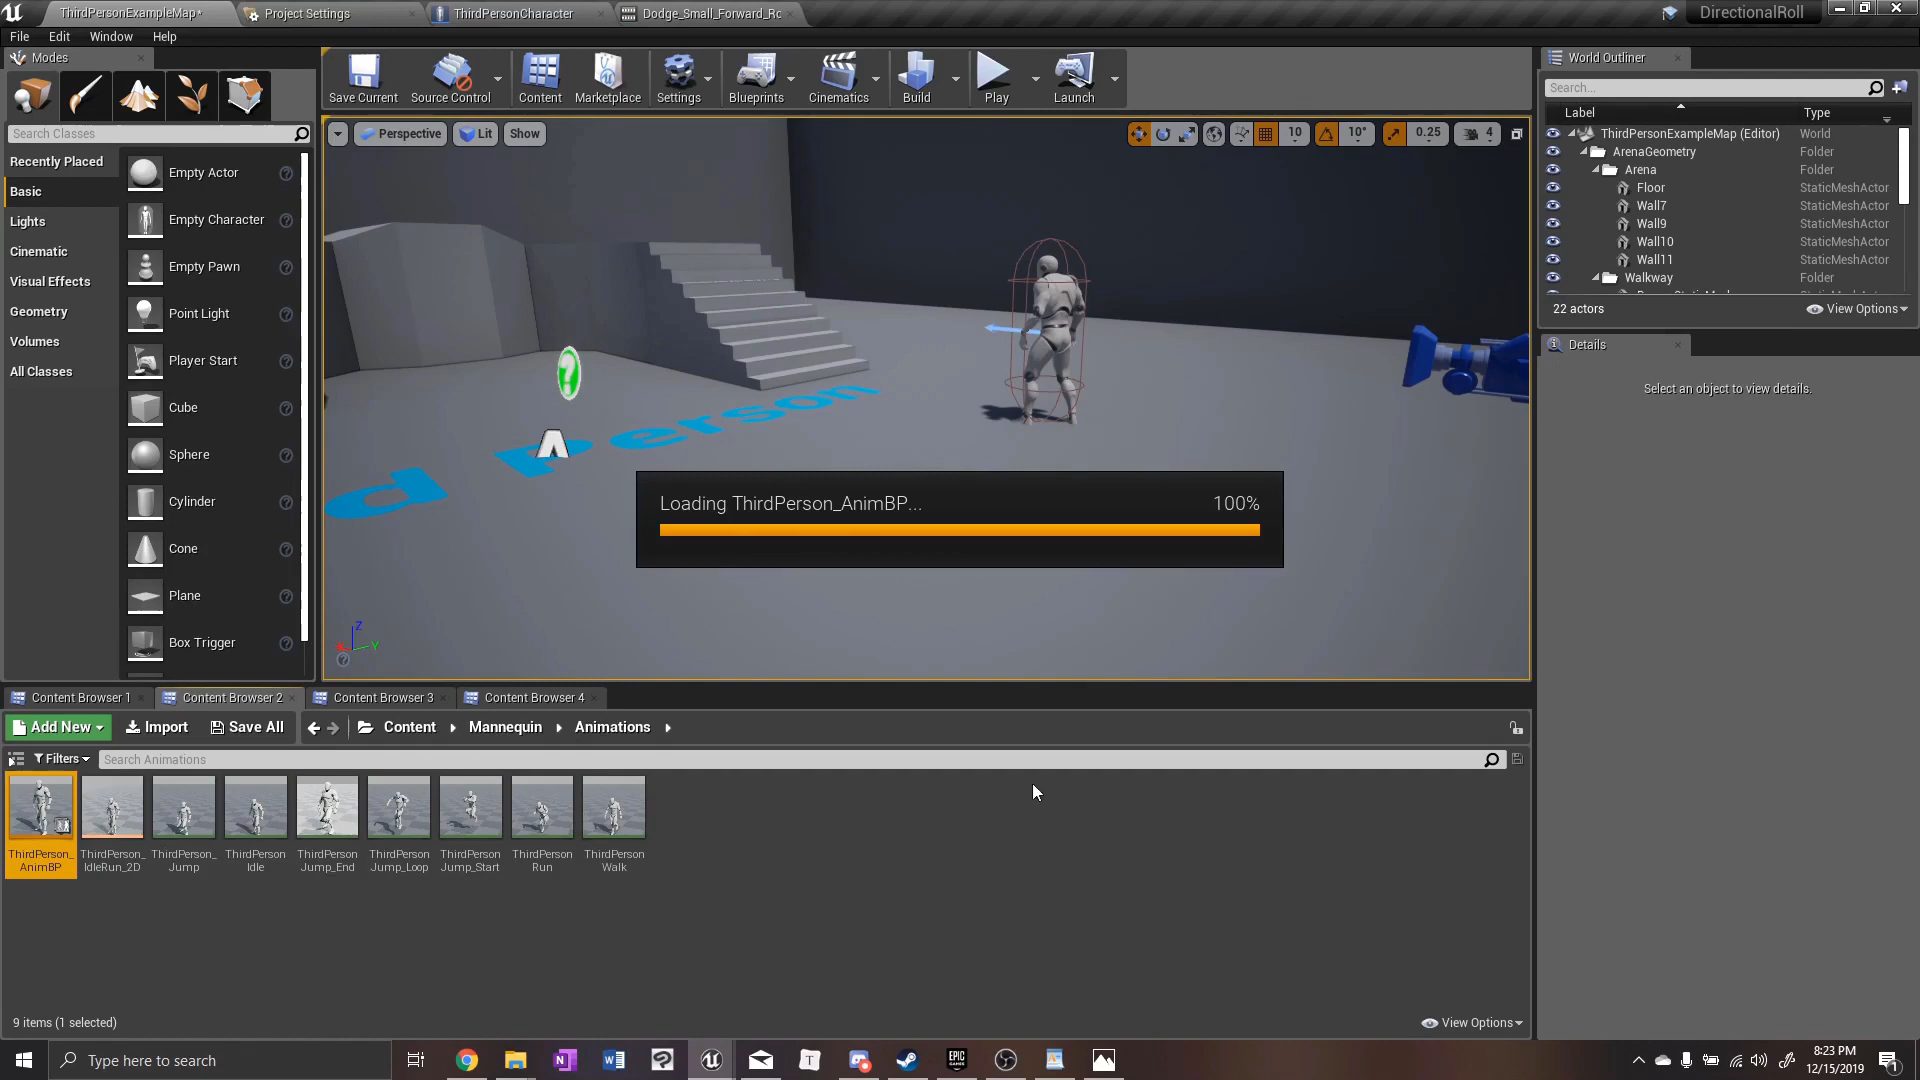 ThirdPersonExampleMap*
Project Settings
ThirdPersonCharacter
Dodge_Small_Forward_Rc
DirectionalRoll
File Edit Window Help
Modes
Save Current
Source Control
Content
Marketplace
Settings
Blueprints
Cinematics
Build
Play
Launch
World Outliner
Search Classes
Perspective
Lit
Show
10
10°
0.25
4
Search...
Label Type
Recently Placed
Basic
Lights
Cinematic
Visual Effects
Geometry
Volumes
All Classes
Empty Actor
Empty Character
Empty Pawn
Point Light
Player Start
Cube
Sphere
Cylinder
Cone
Plane
Box Trigger
ThirdPersonExampleMap (Editor) World
ArenaGeometry Folder
Arena Folder
Floor StaticMeshActor
Wall7 StaticMeshActor
Wall9 StaticMeshActor
Wall10 StaticMeshActor
Wall11 StaticMeshActor
Walkway Folder
22 actors
View Options
Details
Select an object to view details.
d Person
Loading ThirdPerson_AnimBP... 100%
Z
X
Y
Content Browser 1
Content Browser 2
Content Browser 3
Content Browser 4
Add New
Import
Save All
Content
Mannequin
Animations
Filters
Search Animations
ThirdPerson_
AnimBP
ThirdPerson_
IdleRun_2D
ThirdPerson_
Jump
ThirdPerson
Idle
ThirdPerson
Jump_End
ThirdPerson
Jump_Loop
ThirdPerson
Jump_Start
ThirdPerson
Run
ThirdPerson
Walk
9 items (1 selected)
View Options
Type here to search
EPIC
GAMES
8:23 PM
12/15/2019
1